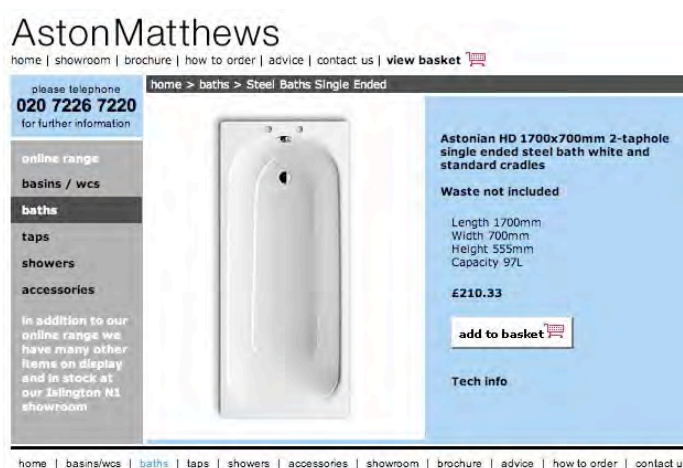 AstonMatthews
home | showroom | brochure | how to order | advice | contact us | view basket
please telephone
020 7226 7220
for further information
online range
basins / wcs
baths
taps
showers
accessories
in addition to our
online range we
have many other
items on display
and in stock at
our Islington N1
showroom
home > baths > Steel Baths Single Ended
Astonian HD 1700x700mm 2-taphole
single ended steel bath white and
standard cradles
Waste not included
Length 1700mm
Width 700mm
Height 555mm
Capacity 97L
£210.33
add to basket
Tech info
home | basins/wcs | baths | taps | showers | accessories | showroom | brochure | advice | how to order | contact u